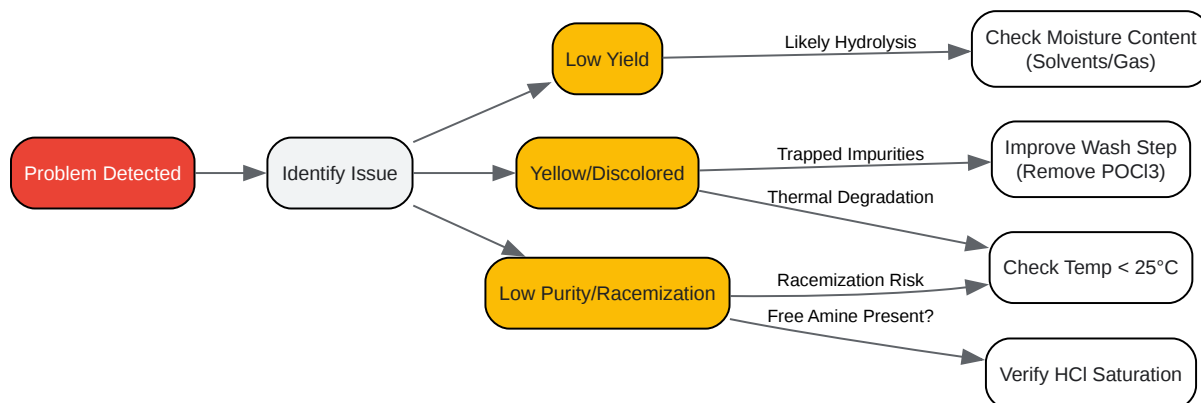 Low Yield
Likely Hydrolysis
Check Moisture Content
(Solvents/Gas)
Problem Detected
Identify Issue
Yellow/Discolored
Trapped Impurities
Improve Wash Step
(Remove POCl3)
Thermal Degradation
Check Temp < 25°C
Low Purity/Racemization
Racemization Risk
Free Amine Present?
Verify HCl Saturation